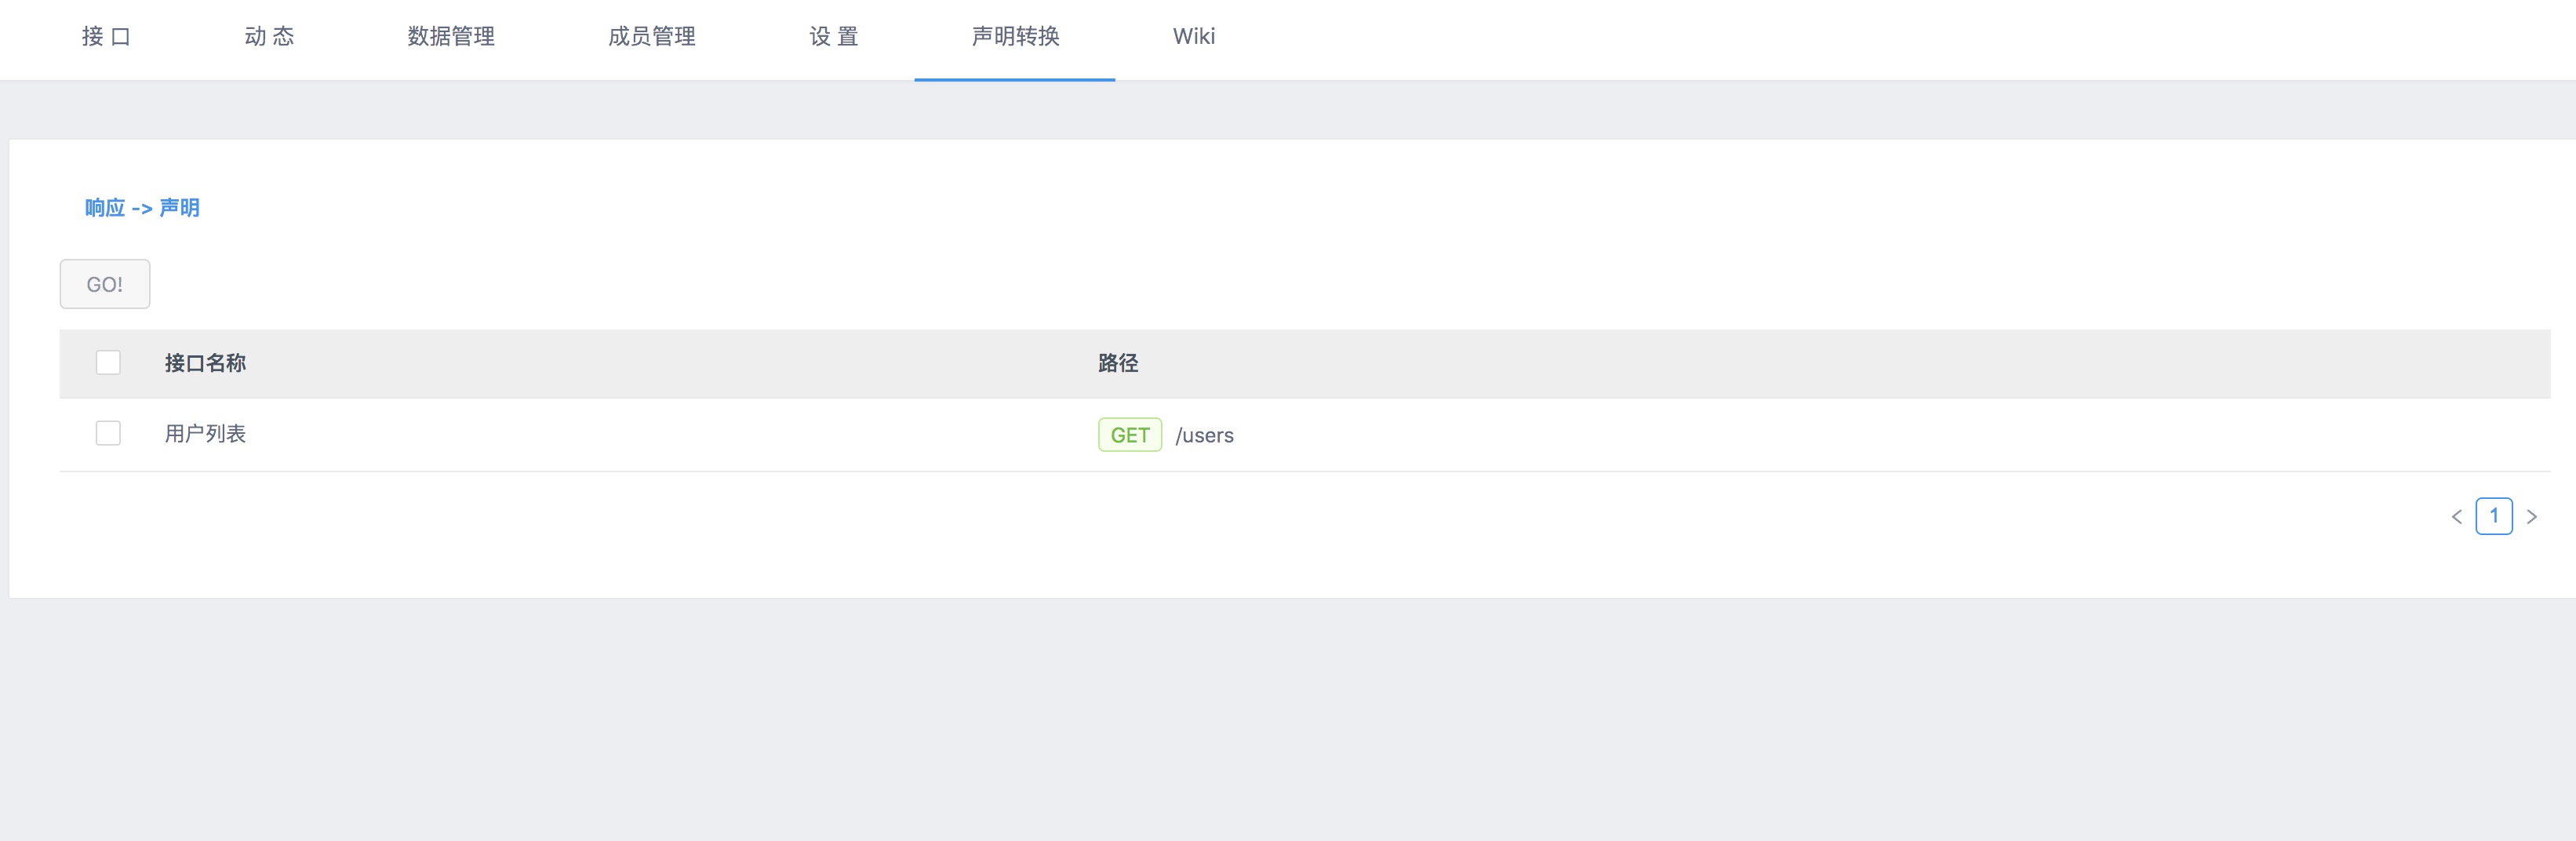 接 口 动 态 数据管理 成员管理 设 置 声明转换 Wiki
响应 -> 声明
GO!
接口名称 路径
用户列表 GET /users
< 1 >